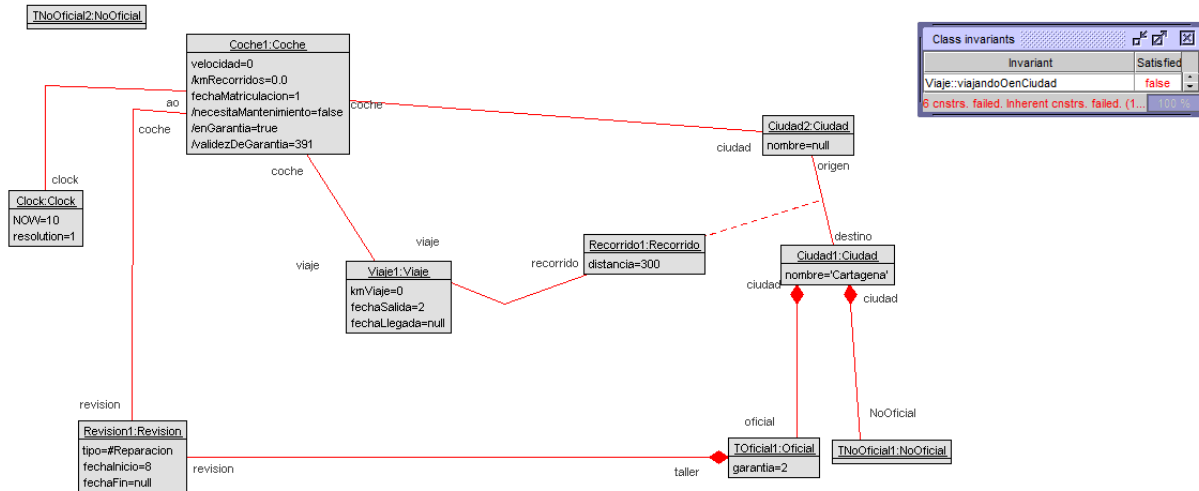 TNoOficial2:NoOficial
Coche1:Coche
velocidad=0
/kmRecorridos=0.0
fechaMatriculacion=1
/necesitaMantenimiento=false
/enGarantia=true
/validezDeGarantia=391
Class invariants
Invariant
Satisfied
Viaje::viajandoOenCiudad
false
6 cnstrs. failed. Inherent cnstrs. failed. (1...
100 %
ao
coche
coche
coche
clock
Ciudad2:Ciudad
nombre=null
ciudad
origen
Clock:Clock
NOW=10
resolution=1
viaje
viaje
Viaje1:Viaje
kmViaje=0
fechaSalida=2
fechaLlegada=null
recorrido
Recorrido1:Recorrido
distancia=300
destino
Ciudad1:Ciudad
nombre='Cartagena'
ciudad
ciudad
revision
Revision1:Revision
tipo=#Reparacion
fechaInicio=8
fechaFin=null
revision
oficial
NoOficial
TOficial1:Oficial
garantia=2
taller
TNoOficial1:NoOficial